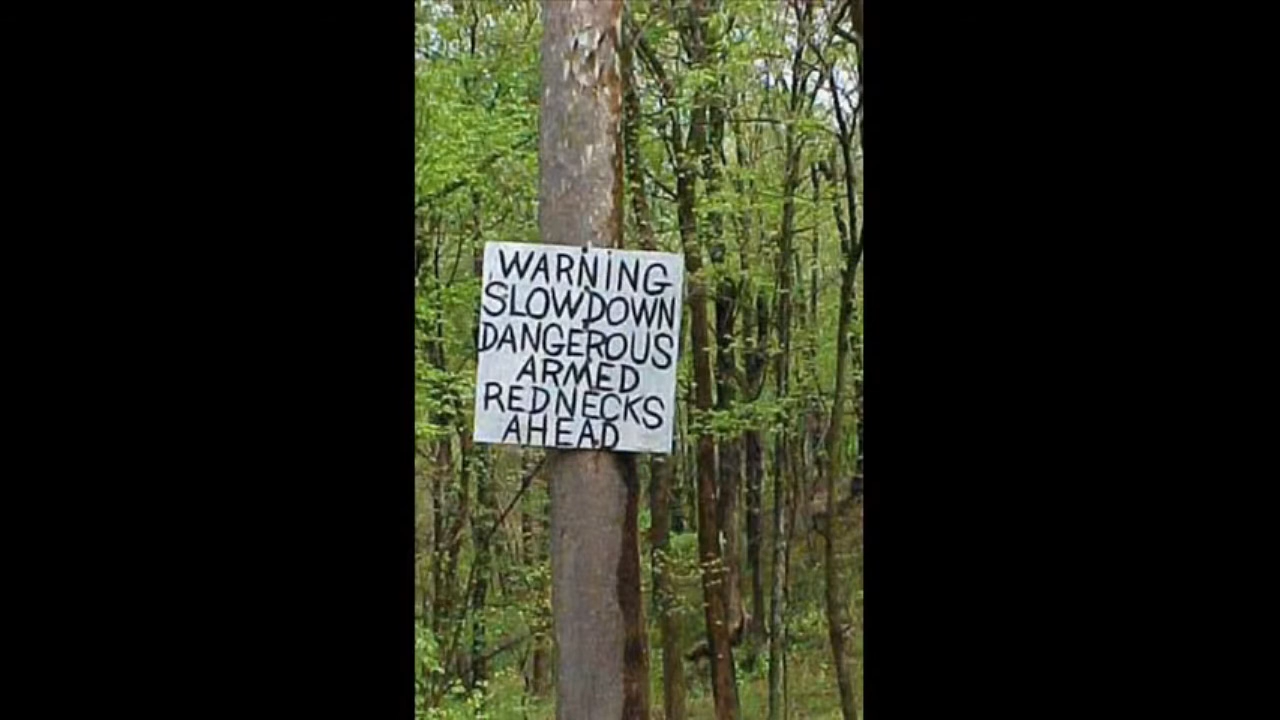 WARNING
SLOWDOWN
DANGEROUS
ARMED
REDNECKS
AHEAD